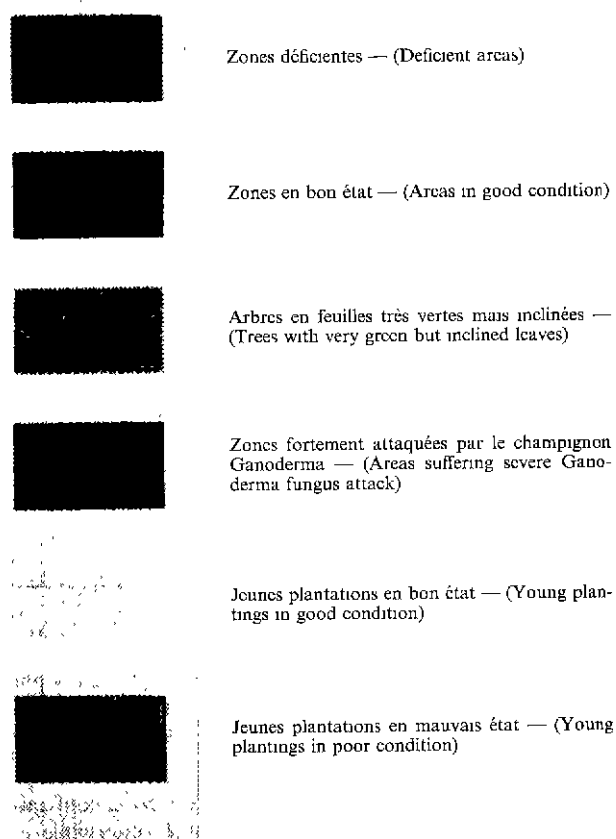 Zones déficientes — (Deficient areas)
Zones en bon état — (Areas in good condition)
Arbres en feuilles très vertes mais inclinées —
(Trees with very green but inclined leaves)
Zones fortement attaquées par le champignon
Ganoderma — (Areas suffering severe Gano-
derma fungus attack)
Jeunes plantations en bon état — (Young plan-
tings in good condition)
Jeunes plantations en mauvais état — (Young
plantings in poor condition)